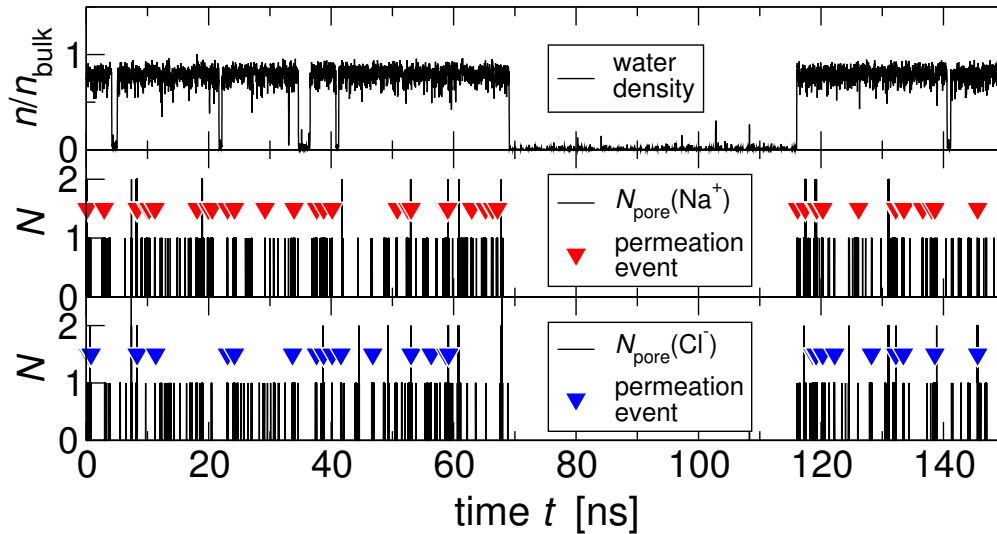 n/n_bulk
1
0
water
density
N
2
1
0
N_pore(Na⁺)
permeation
event
N
2
1
0
N_pore(Cl⁻)
permeation
event
0 20 40 60 80 100 120 140
time t [ns]